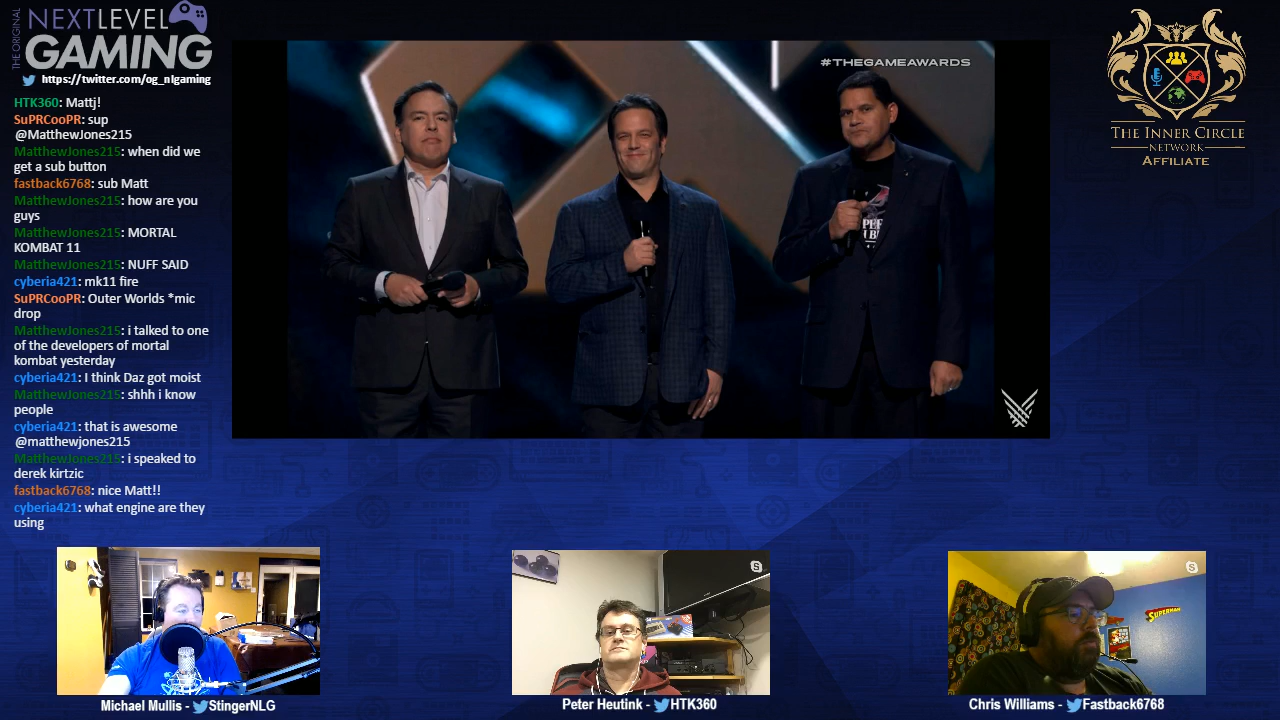 THE ORIGINAL
NEXTLEVEL
GAMING
https://twitter.com/og_nlgaming
HTK360: Mattj!
SuPRCooPR: sup
@MatthewJones215
MatthewJones215: when did we
get a sub button
fastback6768: sub Matt
MatthewJones215: how are you
guys
MatthewJones215: MORTAL
KOMBAT 11
MatthewJones215: NUFF SAID
cyberia421: mk11 fire
SuPRCooPR: Outer Worlds *mic
drop
MatthewJones215: i talked to one
of the developers of mortal
kombat yesterday
cyberia421: I think Daz got moist
MatthewJones215: shhh i know
people
cyberia421: that is awesome
@matthewjones215
MatthewJones215: i speaked to
derek kirtzic
fastback6768: nice Matt!!
cyberia421: what engine are they
using
#THEGAMEAWARDS
THE INNER CIRCLE
NETWORK
AFFILIATE
SUPERMAN
Michael Mullis - StingerNLG
Peter Heutink - HTK360
Chris Williams - Fastback6768